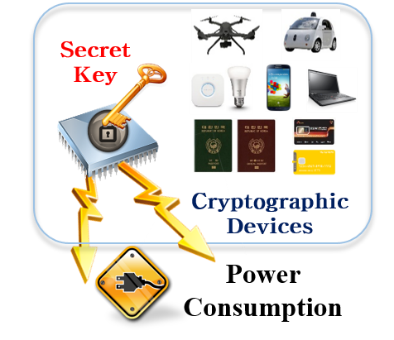 Secret
Key
Cryptographic
Devices
Power
Consumption